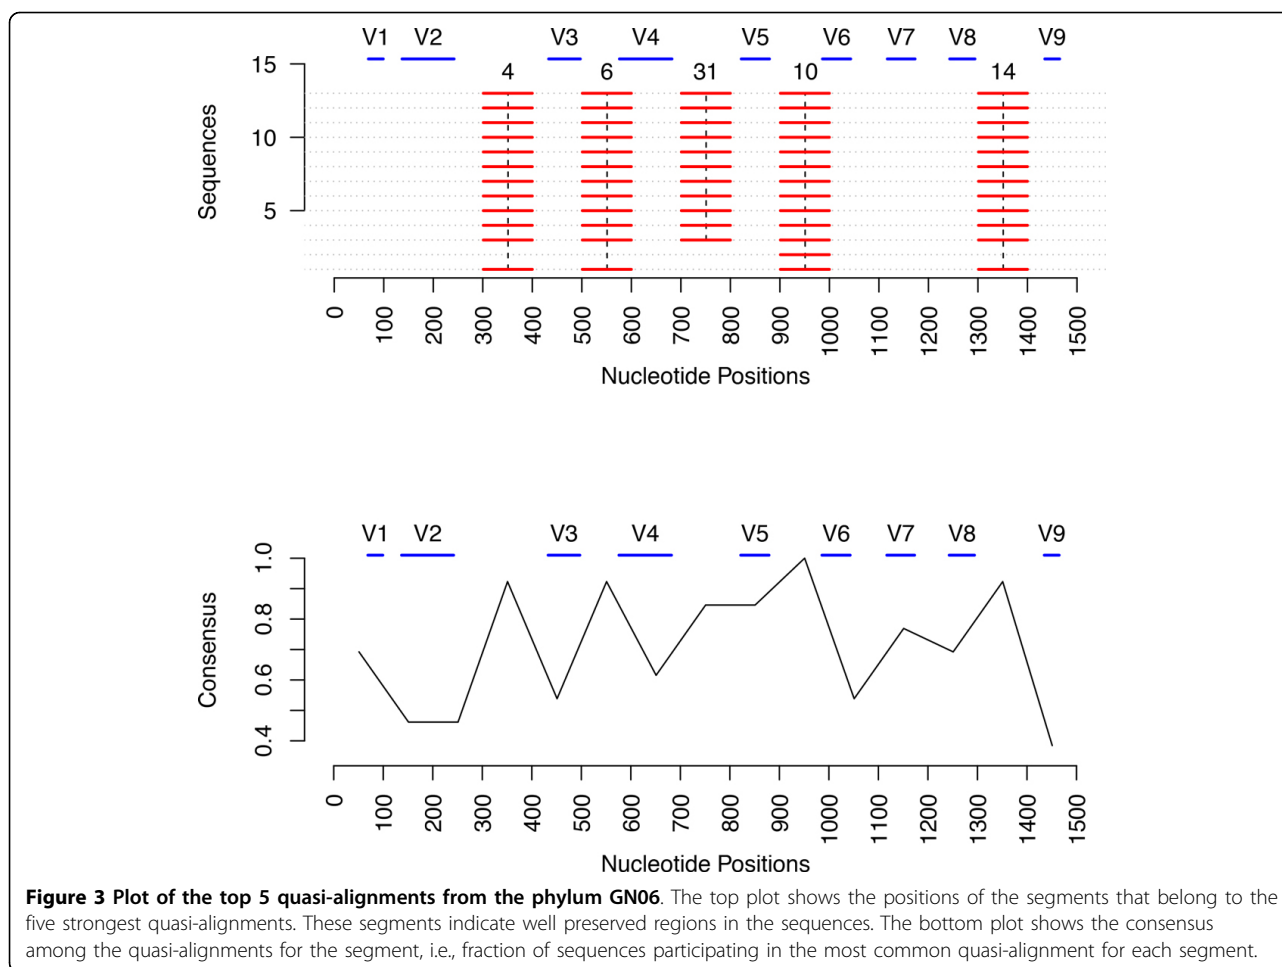 V1 V2 V3 V4 V5 V6 V7 V8 V9
15
4 6 31 10 14
10
5
Sequences
0 100 200 300 400 500 600 700 800 900 1000 1100 1200 1300 1400 1500
Nucleotide Positions
V1 V2 V3 V4 V5 V6 V7 V8 V9
1.0
0.8
0.6
0.4
Consensus
0 100 200 300 400 500 600 700 800 900 1000 1100 1200 1300 1400 1500
Nucleotide Positions
Figure 3 Plot of the top 5 quasi-alignments from the phylum GN06. The top plot shows the positions of the segments that belong to the
five strongest quasi-alignments. These segments indicate well preserved regions in the sequences. The bottom plot shows the consensus
among the quasi-alignments for the segment, i.e., fraction of sequences participating in the most common quasi-alignment for each segment.